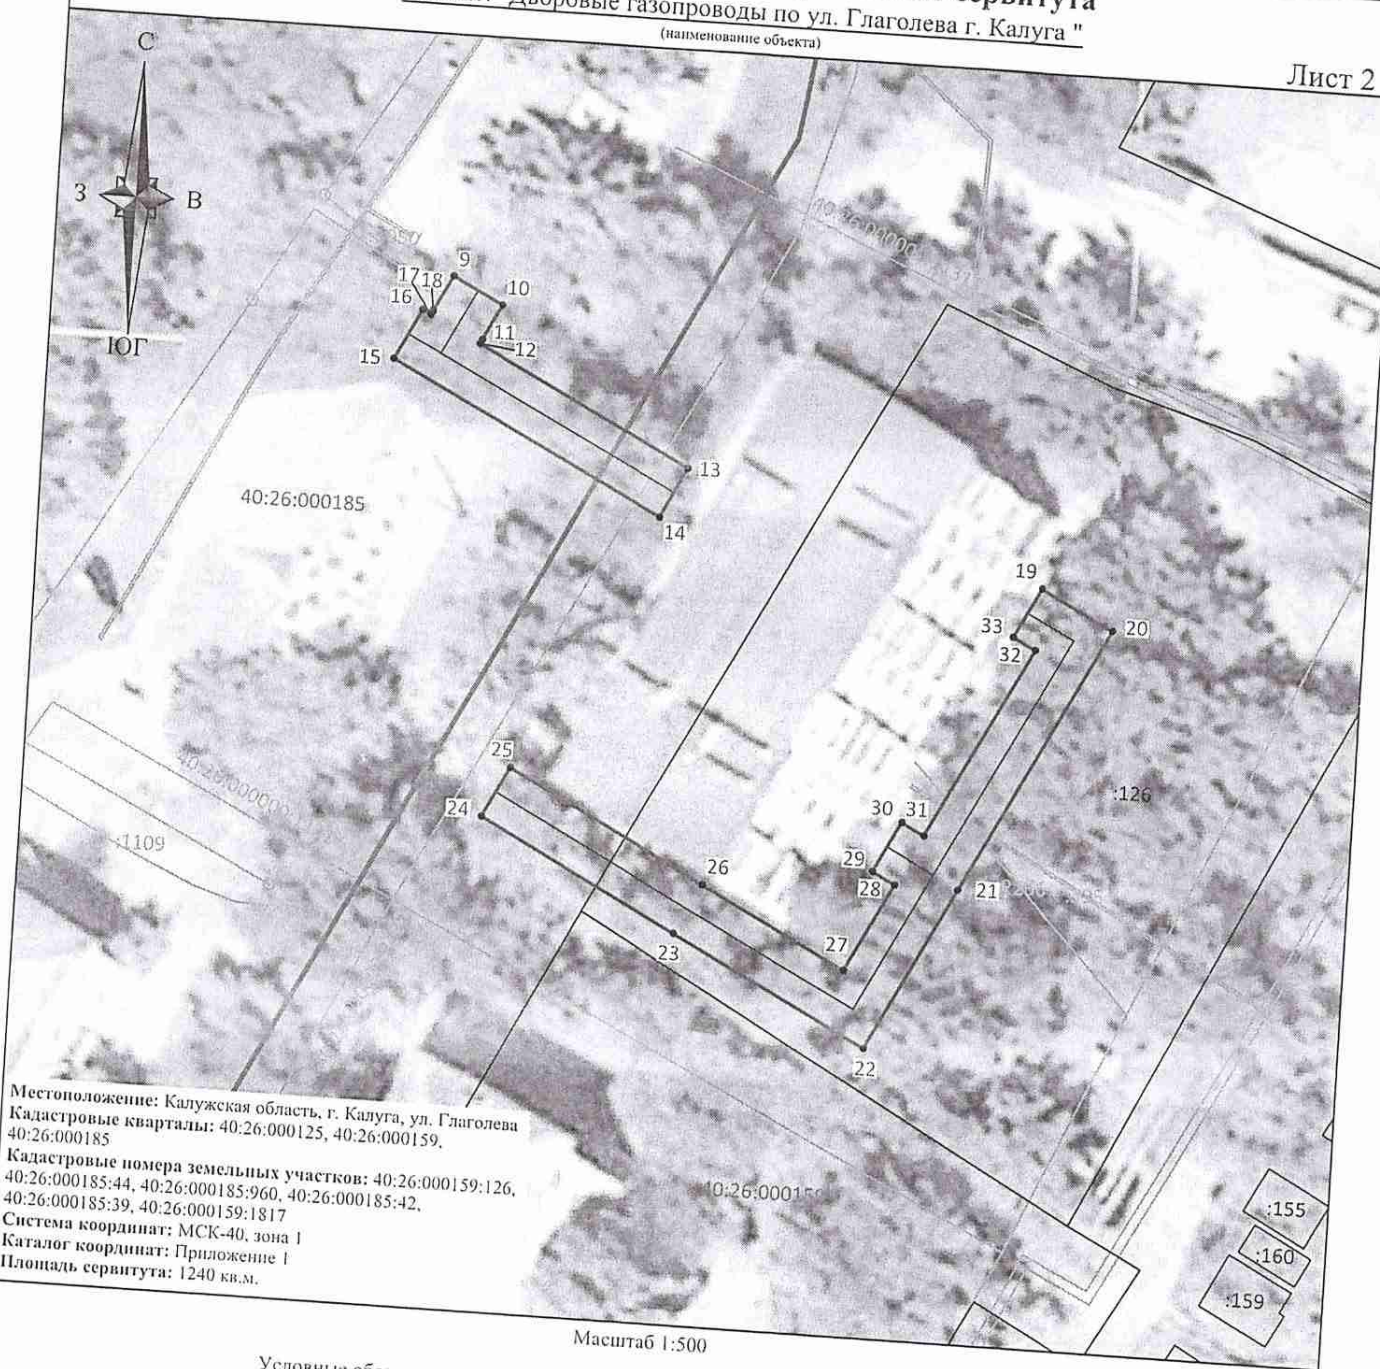 сервитута
"Дворовые газопроводы по ул. Глаголева г. Калуга "
(наименование объекта)
Лист 2
С
З
В
ЮГ
9
17
18
10
16
11
12
15
13
14
40:26:000185
19
20
33
32
25
24
:126
:1109
30
31
29
28
26
21
27
23
22
Местоположение: Калужская область, г. Калуга, ул. Глаголева
Кадастровые кварталы: 40:26:000125, 40:26:000159,
40:26:000185
Кадастровые номера земельных участков: 40:26:000159:126,
40:26:000185:44, 40:26:000185:960, 40:26:000185:42,
40:26:000185:39, 40:26:000159:1817
Система координат: МСК-40, зона 1
Каталог координат: Приложение 1
Площадь сервитута: 1240 кв.м.
40:26:000159
:155
:160
:159
Масштаб 1:500
Условные